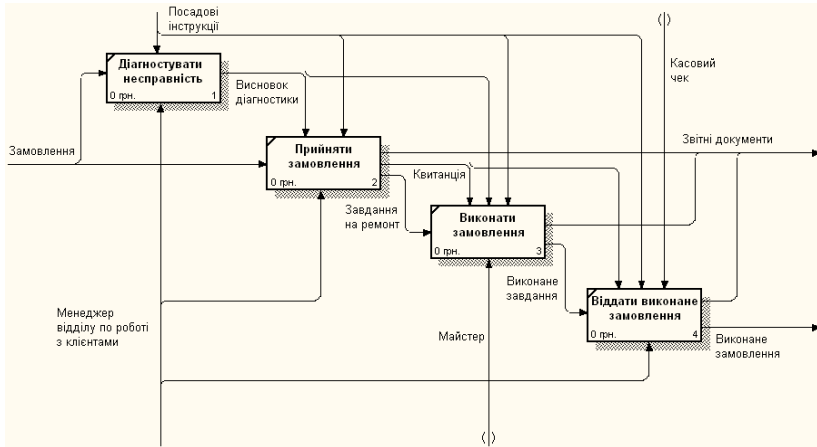 Посадові
інструкції
( )
Діагностувати
несправність
0 грн. 1
Касовий
чек
Висновок
діагностики
Замовлення
Прийняти
замовлення
0 грн. 2
Звітні документи
Квитанція
Завдання
на ремонт
Виконати
замовлення
0 грн. 3
Виконане
завдання
Менеджер
відділу по роботі
з клієнтами
Майстер
Віддати виконане
замовлення
0 грн. 4
Виконане
замовлення
( )